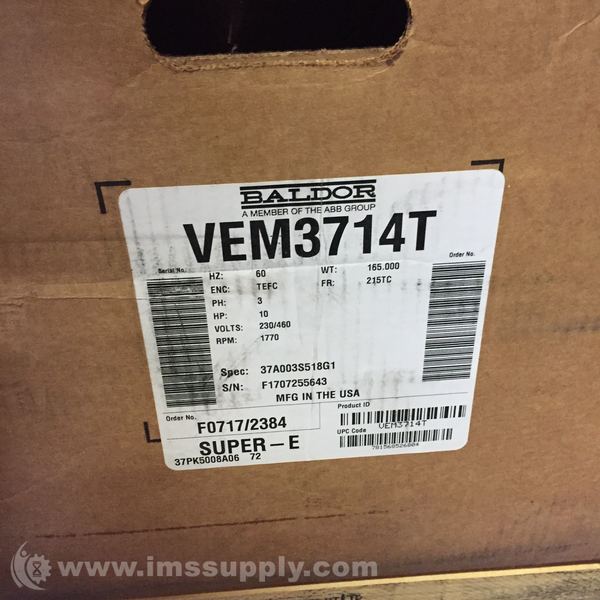 BALDOR
A MEMBER OF THE ABB GROUP
VEM3714T
Serial No.
Order No.
HZ: 60 WT: 165.000
ENC: TEFC FR: 215TC
PH: 3
HP: 10
VOLTS: 230/460
RPM: 1770
Spec: 37A003S518G1
S/N: F1707255643
MFG IN THE USA
Order No. Product ID
F0717/2384
VEM3714T
SUPER-E UPC Code
781568526804
37PK5008A06 72
www.imssupply.com